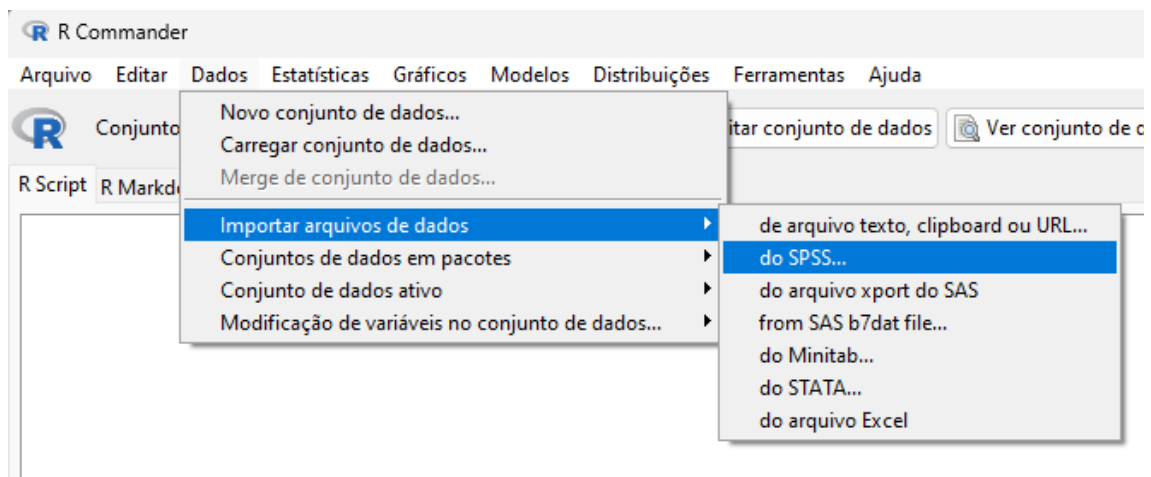 R Commander
Arquivo Editar Dados Estatísticas Gráficos Modelos Distribuições Ferramentas Ajuda
R Conjunto itar conjunto de dados Ver conjunto de d
R Script R Markd
Novo conjunto de dados...
Carregar conjunto de dados...
Merge de conjunto de dados...
Importar arquivos de dados
Conjuntos de dados em pacotes
Conjunto de dados ativo
Modificação de variáveis no conjunto de dados...
de arquivo texto, clipboard ou URL...
do SPSS...
do arquivo xport do SAS
from SAS b7dat file...
do Minitab...
do STATA...
do arquivo Excel